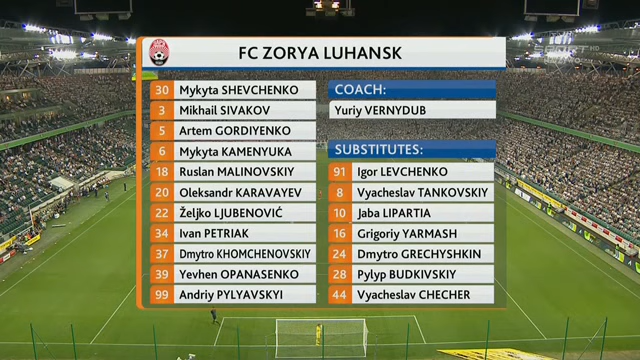 FC ZORYA LUHANSK
30 Mykyta SHEVCHENKO
3 Mikhail SIVAKOV
5 Artem GORDIYENKO
6 Mykyta KAMENYUKA
18 Ruslan MALINOVSKIY
20 Oleksandr KARAVAYEV
22 Željko LJUBENOVIĆ
34 Ivan PETRIAK
37 Dmytro KHOMCHENOVSKIY
39 Yevhen OPANASENKO
99 Andriy PYLYAVSKYI
COACH:
Yuriy VERNYDUB
SUBSTITUTES:
91 Igor LEVCHENKO
8 Vyacheslav TANKOVSKIY
10 Jaba LIPARTIA
16 Grigoriy YARMASH
24 Dmytro GRECHYSHKIN
28 Pylyp BUDKIVSKIY
44 Vyacheslav CHECHER